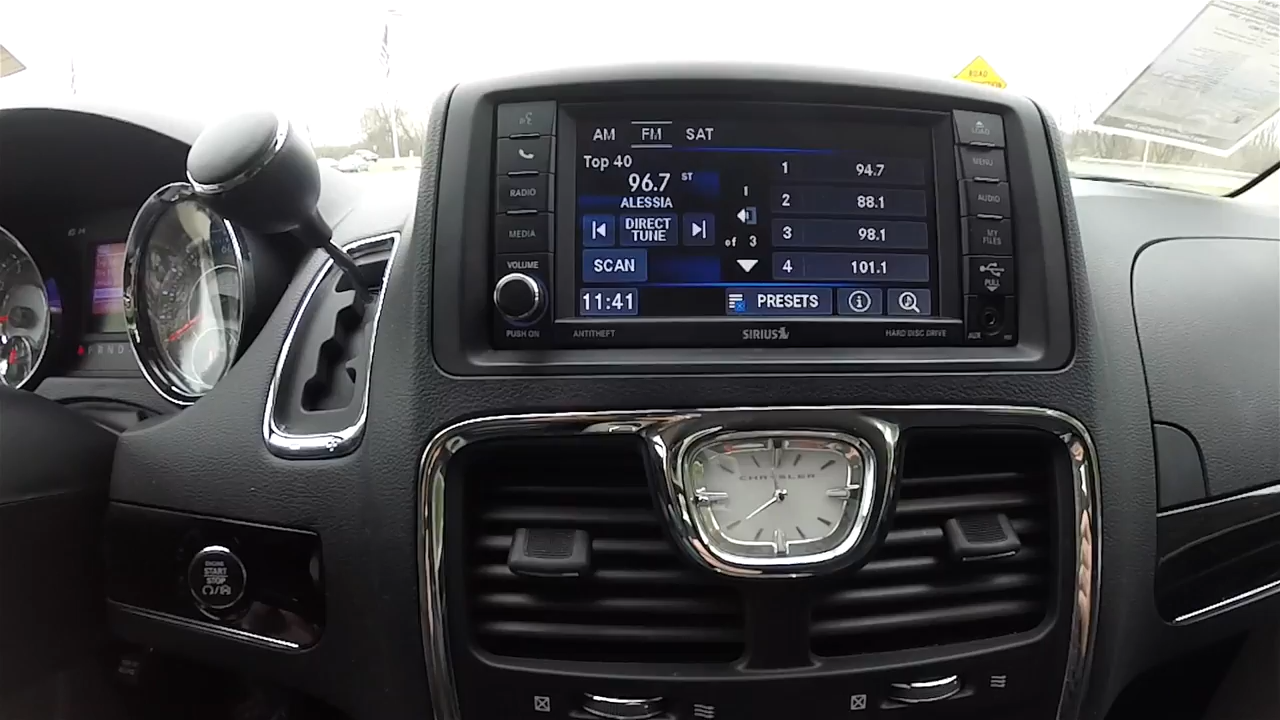 ROAD
LOAD
MENU
AUDIO
MY
FILES
PULL
AUX
RADIO
MEDIA
VOLUME
PUSH ON
AM FM SAT
Top 40
96.7 ST
ALESSIA
DIRECT
TUNE
SCAN
11:41
1
of 3
1 94.7
2 88.1
3 98.1
4 101.1
PRESETS
ANTITHEFT
SIRIUS
HARD DISC DRIVE
CHRYSLER
ENGINE
START
STOP
P R N D